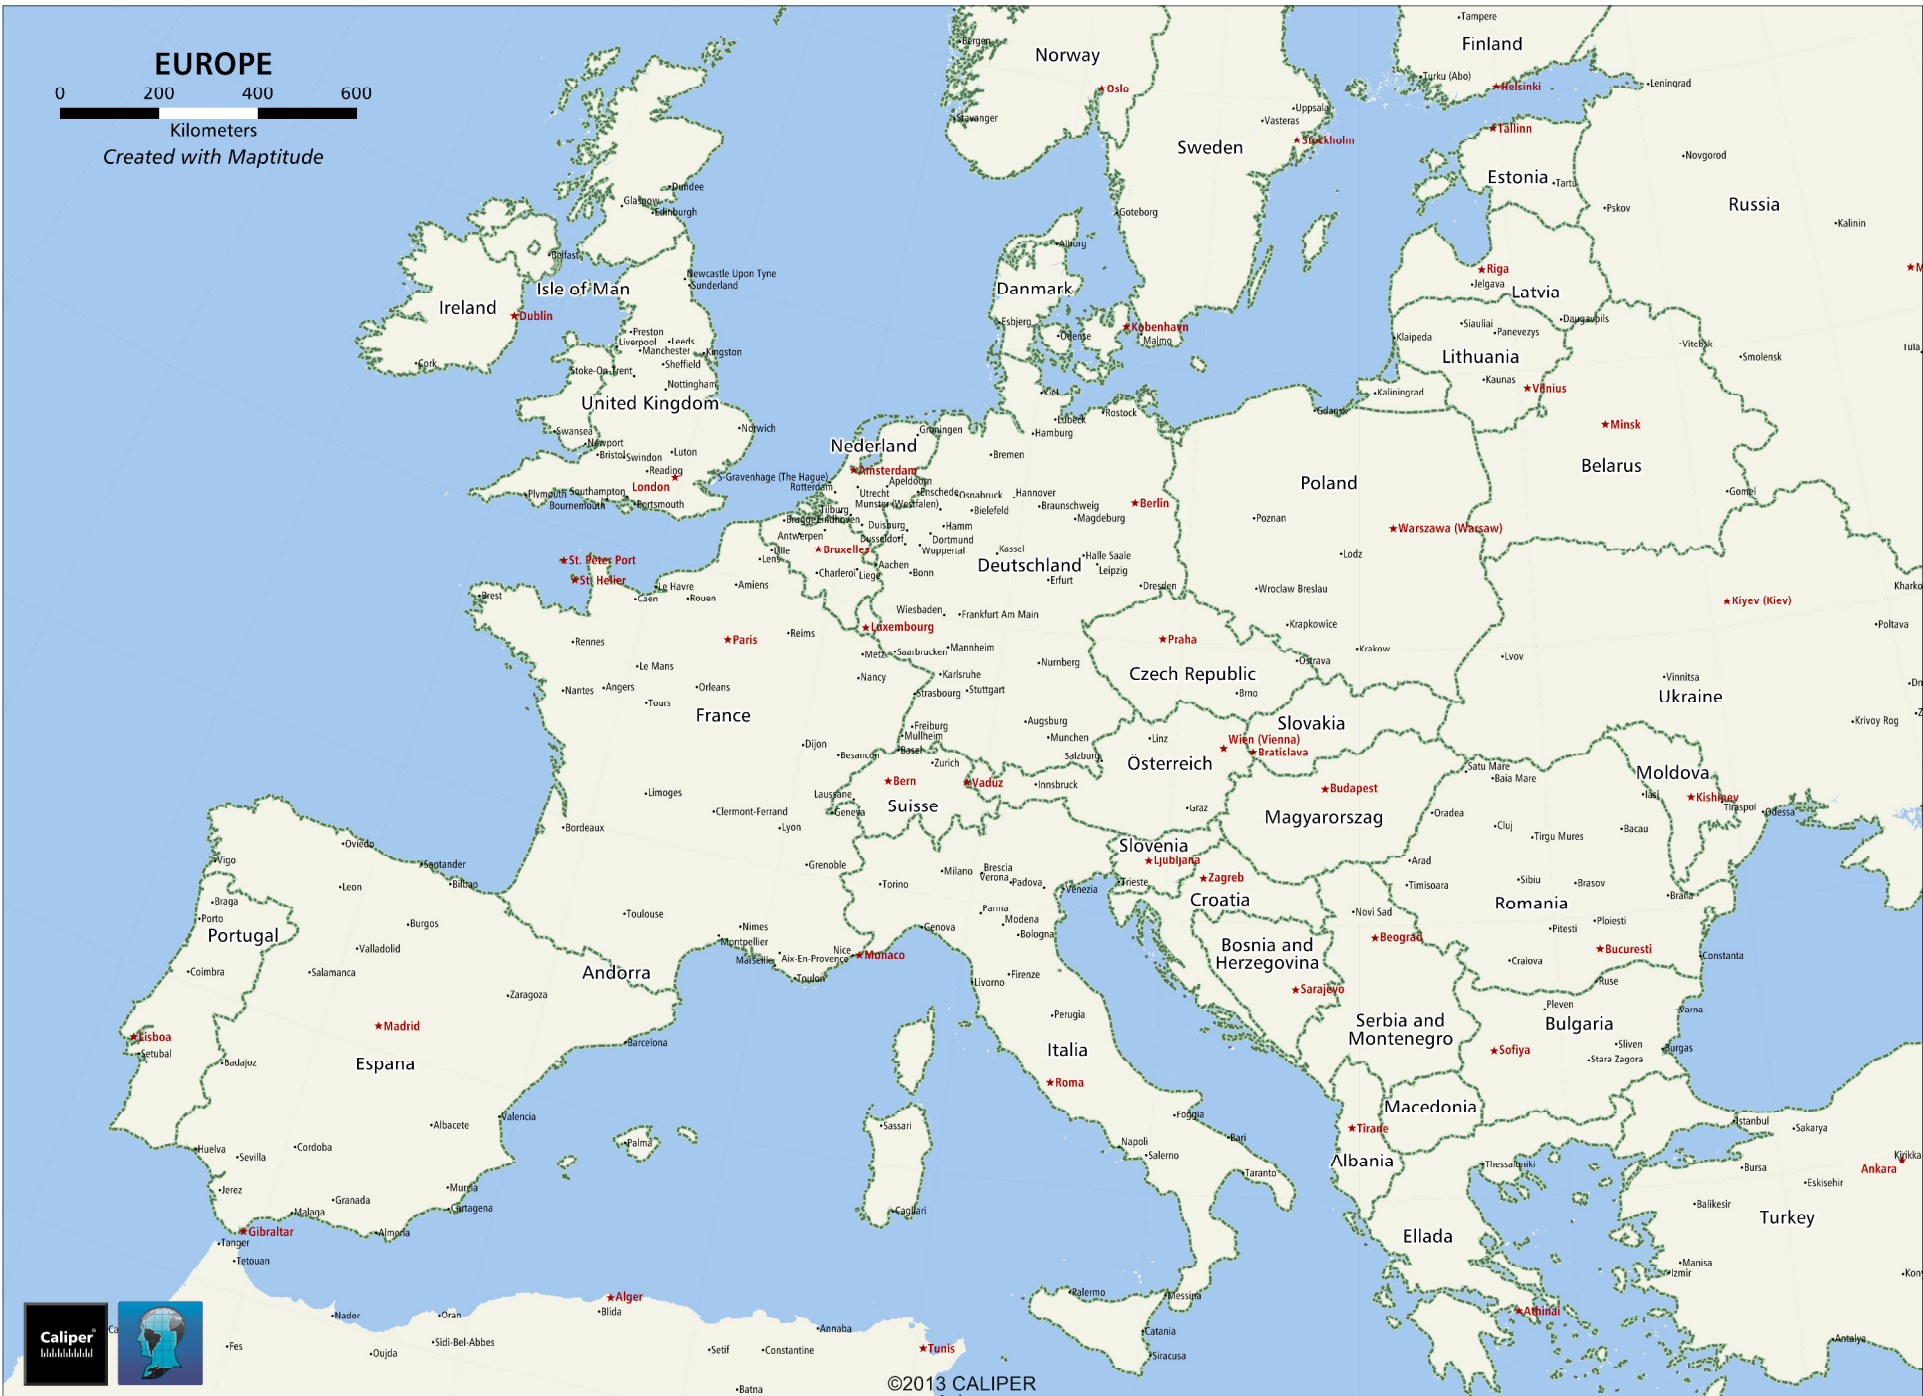 EUROPE
0 200 400 600
Kilometers
Created with Maptitude
Norway
Bergen
Oslo
Stavanger
Sweden
Uppsala
Vasteras
Stockholm
Goteborg
Malmo
Finland
Tampere
Turku (Abo)
Helsinki
Leningrad
Tallinn
Estonia
Tartu
Novgorod
Pskov
Russia
Kalinin
Riga
Jelgava
Latvia
Daugavpils
Siauliai
Panevezys
Klaipeda
Lithuania
Kaunas
Vilnius
Kaliningrad
Vitebsk
Smolensk
Tula
Minsk
Belarus
Gomel
Dundee
Glasgow
Edinburgh
Belfast
Newcastle Upon Tyne
Sunderland
Isle of Man
Ireland
Dublin
Cork
Preston
Liverpool
Leeds
Manchester
Kingston
Sheffield
Stoke-On-Trent
Nottingham
United Kingdom
Norwich
Swansea
Newport
Bristol
Swindon
Luton
Reading
London
Plymouth
Southampton
Bournemouth
Portsmouth
St. Peter Port
St. Helier
Danmark
Alburg
Esbjerg
Odense
Kobenhavn
Nederland
Groningen
Amsterdam
S-Gravenhage (The Hague)
Rotterdam
Apeldoorn
Utrecht
Enschede
Tilburg
Eindhoven
Brugge
Antwerpen
Bruxelles
Charleroi
Liege
Luxembourg
Kiel
Lubeck
Rostock
Hamburg
Bremen
Osnabruck
Hannover
Munster (Westfalen)
Bielefeld
Braunschweig
Magdeburg
Berlin
Duisburg
Hamm
Dusseldorf
Dortmund
Wuppertal
Kassel
Halle Saale
Leipzig
Aachen
Bonn
Deutschland
Erfurt
Dresden
Wiesbaden
Frankfurt Am Main
Saarbrucken
Mannheim
Nurnberg
Karlsruhe
Stuttgart
Freiburg
Mullheim
Augsburg
Munchen
Poland
Gdansk
Poznan
Warszawa (Warsaw)
Lodz
Wroclaw Breslau
Krapkowice
Krakow
Praha
Czech Republic
Ostrava
Brno
Slovakia
Bratislava
Lvov
Kiyev (Kiev)
Kharko
Poltava
Vinnitsa
Ukraine
Krivoy Rog
Odessa
Moldova
Iasi
Kishinev
Tiraspol
Lille
Lens
Amiens
Le Havre
Caen
Rouen
Brest
Rennes
Paris
Reims
Metz
Nancy
Strasbourg
Le Mans
Nantes
Angers
Orleans
Tours
France
Dijon
Besancon
Limoges
Clermont-Ferrand
Lyon
Bordeaux
Grenoble
Toulouse
Nimes
Montpellier
Marseille
Aix-En-Provence
Nice
Toulon
Monaco
Basel
Zurich
Bern
Vaduz
Laussane
Geneva
Suisse
Innsbruck
Salzburg
Linz
Wien (Vienna)
Österreich
Graz
Budapest
Magyarorszag
Slovenia
Ljubljana
Zagreb
Croatia
Bosnia and
Herzegovina
Sarajevo
Novi Sad
Beograd
Serbia and
Montenegro
Satu Mare
Baia Mare
Oradea
Cluj
Tirgu Mures
Bacau
Arad
Timisoara
Sibiu
Brasov
Romania
Braila
Pitesti
Ploiesti
Craiova
Bucuresti
Constanta
Ruse
Pleven
Bulgaria
Varna
Sofiya
Sliven
Stara Zagora
Burgas
Macedonia
Tirane
Albania
Thessaloniki
Ellada
Athinai
Istanbul
Sakarya
Bursa
Ankara
Kirikka
Eskisehir
Balikesir
Turkey
Manisa
Izmir
Kon
Antalya
Torino
Milano
Brescia
Verona
Padova
Venezia
Trieste
Parma
Modena
Bologna
Genova
Livorno
Firenze
Perugia
Italia
Roma
Foggia
Bari
Napoli
Salerno
Taranto
Sassari
Cagliari
Palermo
Messina
Catania
Siracusa
Oviedo
Santander
Bilbao
Vigo
Leon
Burgos
Braga
Porto
Portugal
Valladolid
Salamanca
Coimbra
Andorra
Zaragoza
Madrid
Barcelona
Lisboa
Setubal
Badajoz
Espana
Valencia
Albacete
Palma
Huelva
Sevilla
Cordoba
Jerez
Granada
Murcia
Cartagena
Malaga
Almeria
Gibraltar
Tanger
Tetouan
Nador
Oran
Alger
Blida
Fes
Oujda
Sidi-Bel-Abbes
Setif
Constantine
Annaba
Batna
Tunis
Caliper
©2013 CALIPER